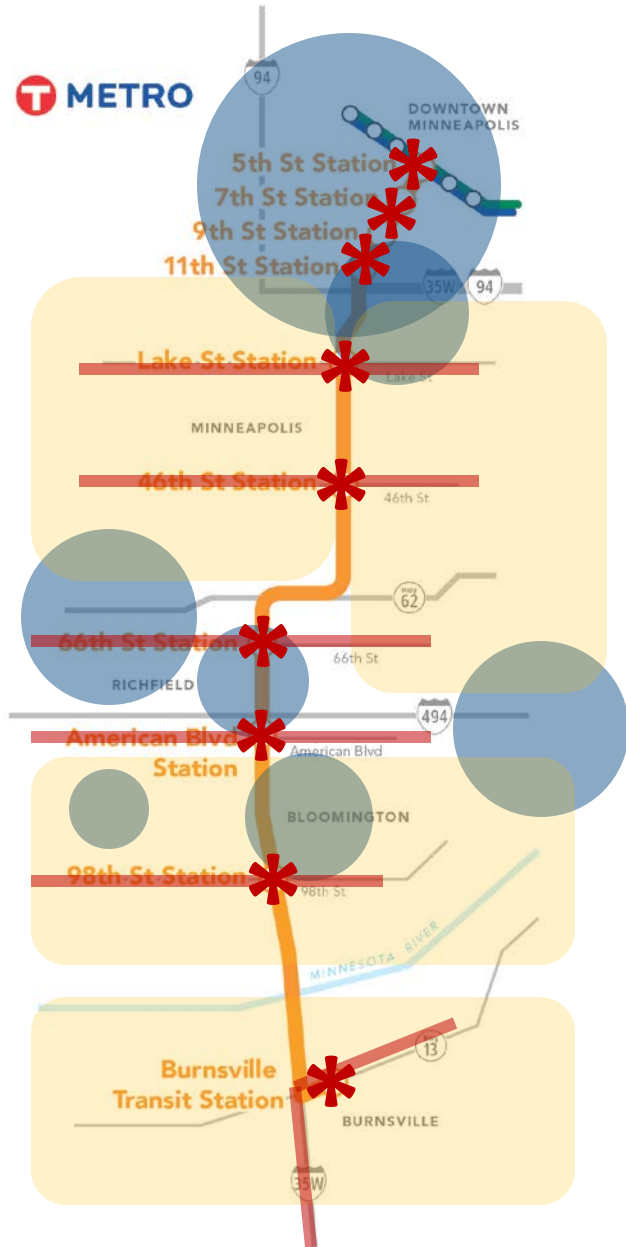 94
T METRO
DOWNTOWN
MINNEAPOLIS
5th St Station
7th St Station
9th St Station
11th St Station
35W
94
Lake St Station
Lake St
MINNEAPOLIS
46th St Station
46th St
HWY
62
66th St Station
66th St
RICHFIELD
494
American Blvd
Station
American Blvd
BLOOMINGTON
98th St Station
98th St
MINNESOTA RIVER
13
Burnsville
Transit Station
BURNSVILLE
35W